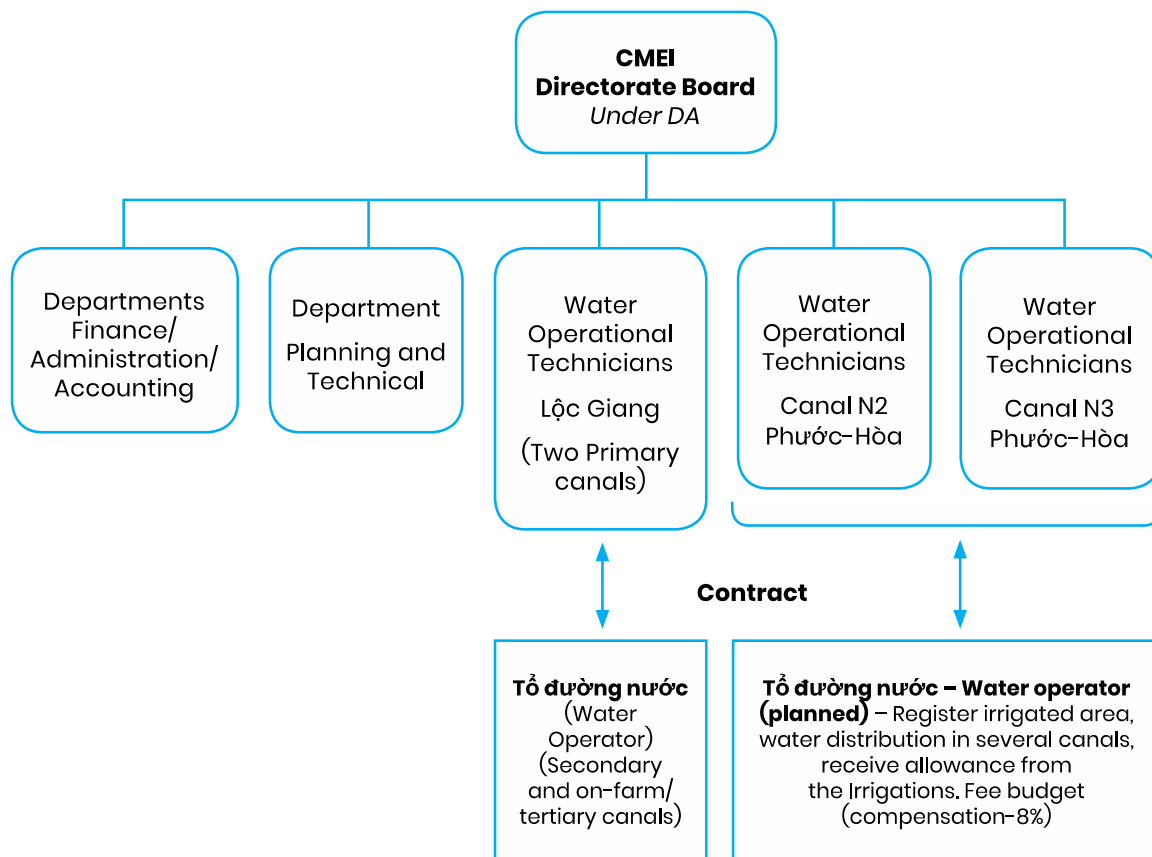 CMEI
Directorate Board
Under DA
Departments
Finance/
Administration/
Accounting
Department
Planning and
Technical
Water
Operational
Technicians
Lộc Giang
(Two Primary
canals)
Water
Operational
Technicians
Canal N2
Phước-Hòa
Water
Operational
Technicians
Canal N3
Phước-Hòa
Contract
Tổ đường nước
(Water
Operator)
(Secondary
and on-farm/
tertiary canals)
Tổ đường nước – Water operator
(planned) – Register irrigated area,
water distribution in several canals,
receive allowance from
the Irrigations. Fee budget
(compensation-8%)